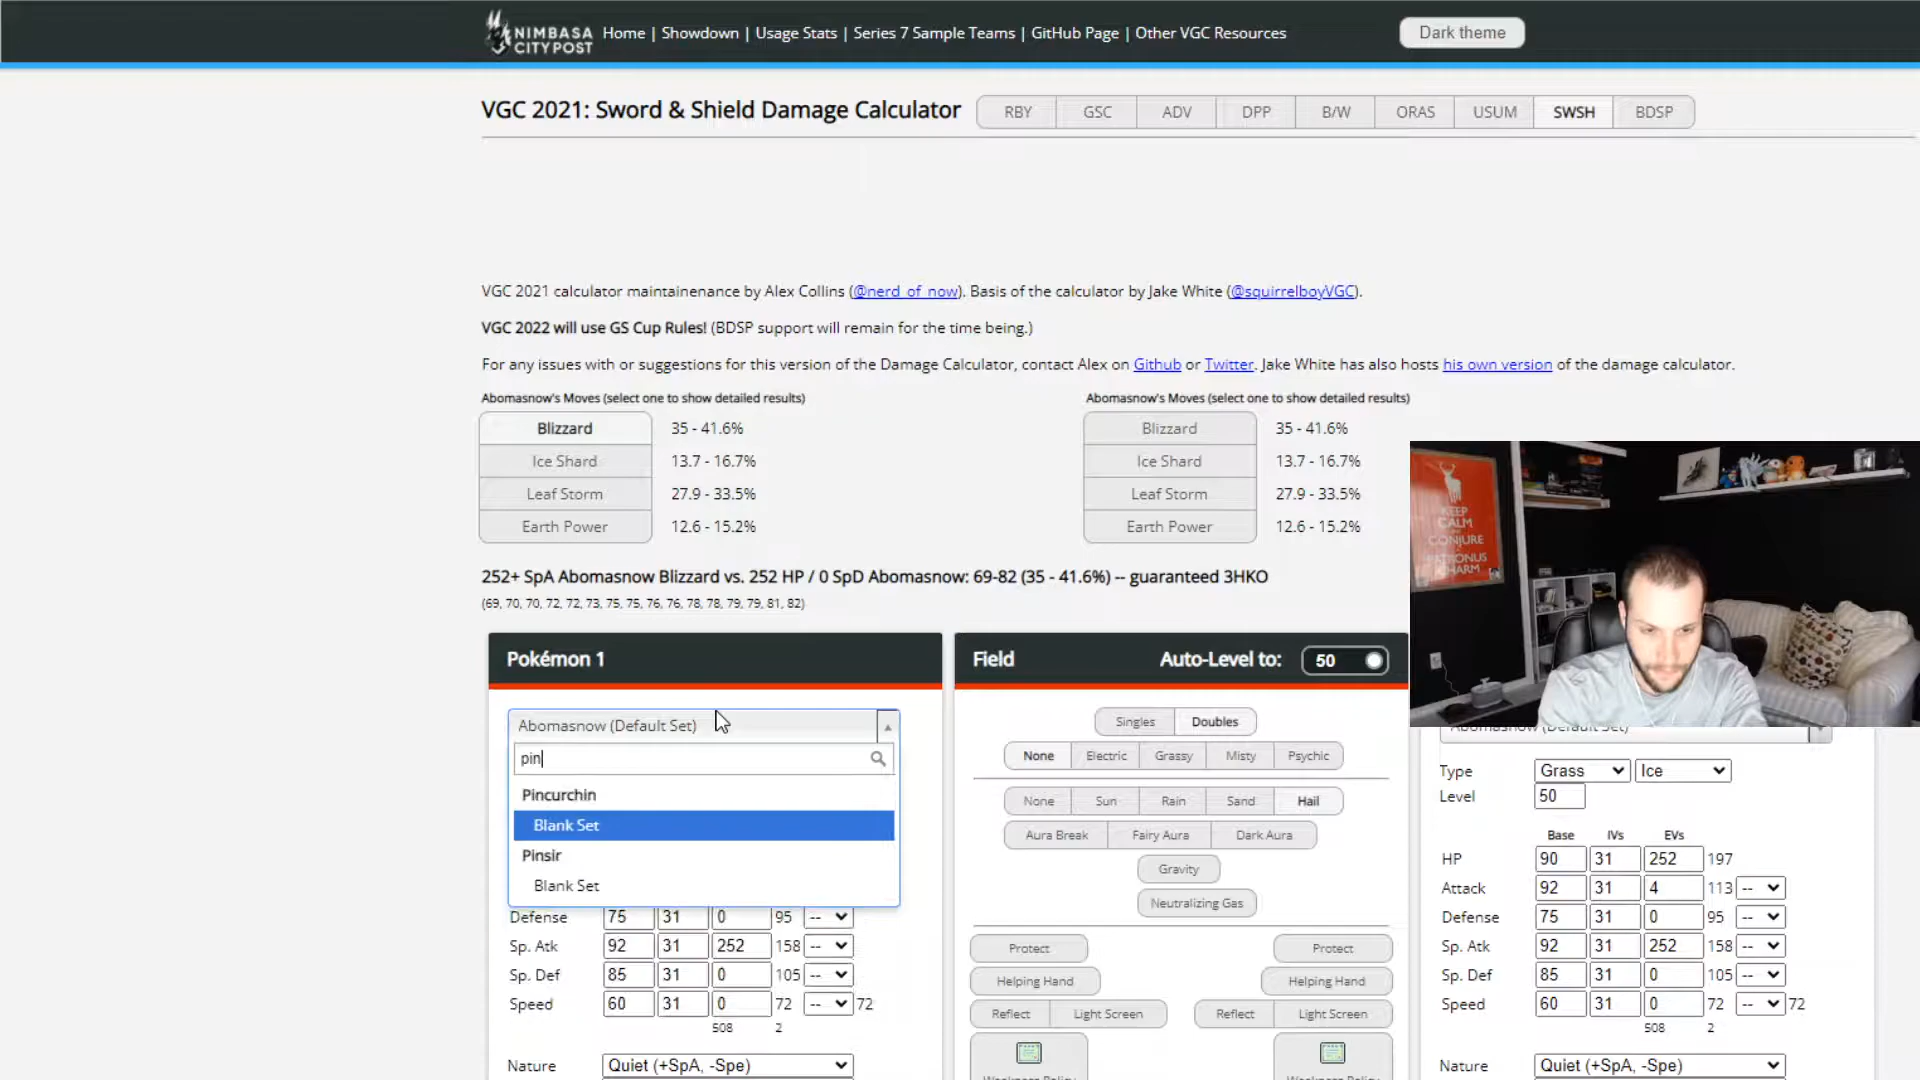 NIMBASA
CITY POST
Home | Showdown | Usage Stats | Series 7 Sample Teams | GitHub Page | Other VGC Resources
Dark theme
VGC 2021: Sword & Shield Damage Calculator
RBY GSC ADV DPP B/W ORAS USUM SWSH BDSP
VGC 2021 calculator maintainenance by Alex Collins (@nerd_of_now). Basis of the calculator by Jake White (@squirrelboyVGC).
VGC 2022 will use GS Cup Rules! (BDSP support will remain for the time being.)
For any issues with or suggestions for this version of the Damage Calculator, contact Alex on Github or Twitter. Jake White has also hosts his own version of the damage calculator.
Abomasnow's Moves (select one to show detailed results)
Blizzard 35 - 41.6%
Ice Shard 13.7 - 16.7%
Leaf Storm 27.9 - 33.5%
Earth Power 12.6 - 15.2%
Abomasnow's Moves (select one to show detailed results)
Blizzard 35 - 41.6%
Ice Shard 13.7 - 16.7%
Leaf Storm 27.9 - 33.5%
Earth Power 12.6 - 15.2%
KEEP
CALM
AND
CONJURE
A
PATRONUS
CHARM
252+ SpA Abomasnow Blizzard vs. 252 HP / 0 SpD Abomasnow: 69-82 (35 - 41.6%) -- guaranteed 3HKO
(69, 70, 70, 72, 72, 73, 75, 75, 76, 76, 78, 78, 79, 79, 81, 82)
Pokémon 1
Abomasnow (Default Set)
pin
Pincurchin
Blank Set
Pinsir
Blank Set
Defense 75 31 0 95 --
Sp. Atk 92 31 252 158 --
Sp. Def 85 31 0 105 --
Speed 60 31 0 72 -- 72
508 2
Nature Quiet (+SpA, -Spe)
Field Auto-Level to: 50
Singles Doubles
None Electric Grassy Misty Psychic
None Sun Rain Sand Hail
Aura Break Fairy Aura Dark Aura
Gravity
Neutralizing Gas
Protect Protect
Helping Hand Helping Hand
Reflect Light Screen Reflect Light Screen
Weakness Policy Weakness Policy
Abomasnow (Default Set)
Type Grass Ice
Level 50
Base IVs EVs
HP 90 31 252 197
Attack 92 31 4 113 --
Defense 75 31 0 95 --
Sp. Atk 92 31 252 158 --
Sp. Def 85 31 0 105 --
Speed 60 31 0 72 -- 72
508 2
Nature Quiet (+SpA, -Spe)